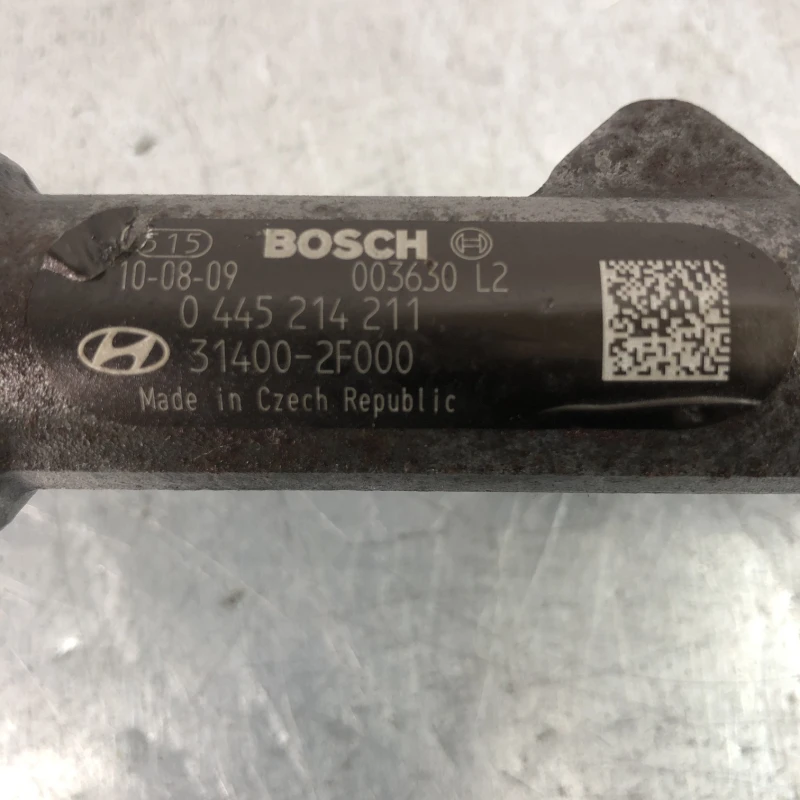 515 BOSCH
10-08-09 003630 L2
0 445 214 211
31400-2F000
Made in Czech Republic